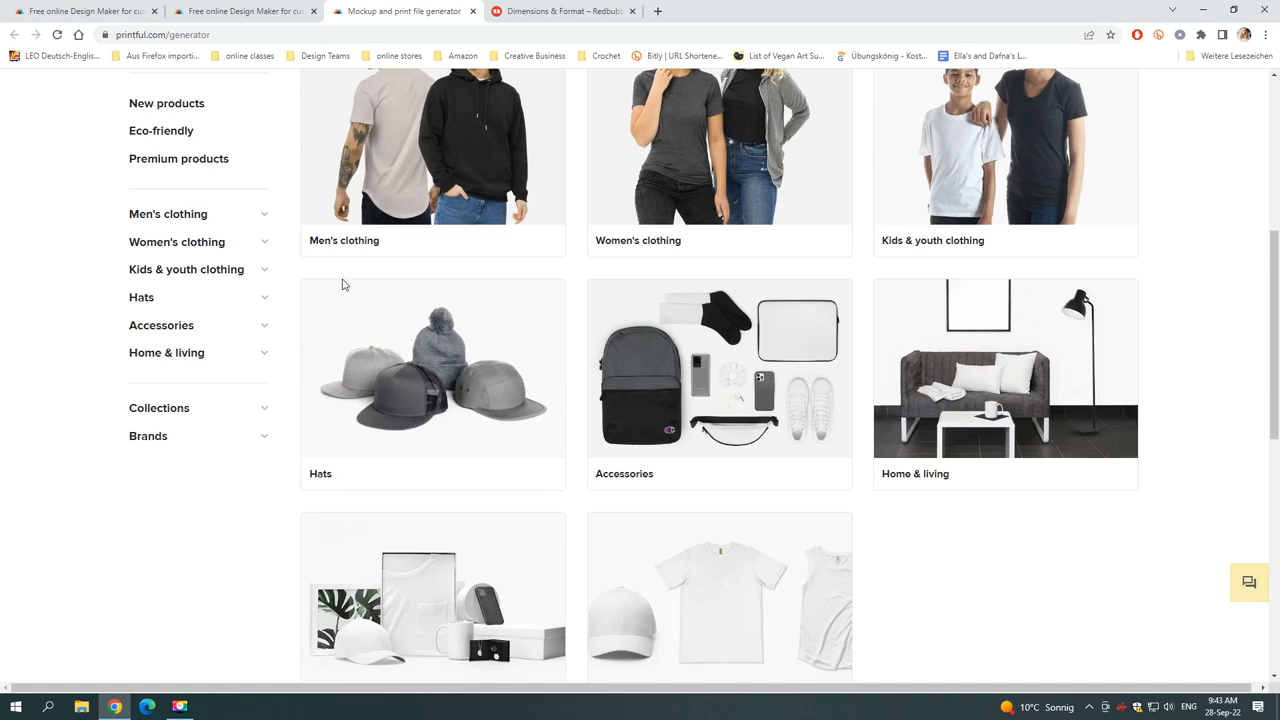 Free online Design Maker for cus
Free online Design Maker for cus
Mockup and print file generator
Dimensions & Format – Redbubb
printful.com/generator
LEO Deutsch-Englis...
Aus Firefox importi...
online classes
Design Teams
online stores
Amazon
Creative Business
Crochet
Bitly | URL Shortene...
List of Vegan Art Su...
Übungskönig - Kost...
Ella's and Dafna's L...
Weitere Lesezeichen
New products
Eco-friendly
Premium products
Men's clothing
Women's clothing
Kids & youth clothing
Hats
Accessories
Home & living
Collections
Brands
Men's clothing
Women's clothing
Kids & youth clothing
Hats
Accessories
Home & living
10°C Sonnig
ENG
9:43 AM
28-Sep-22